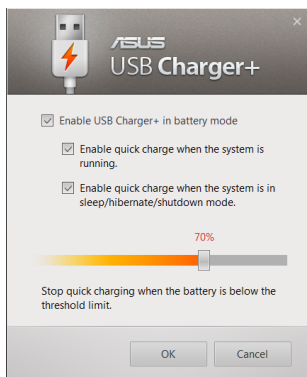 ASUS
USB Charger+
Enable USB Charger+ in battery mode
Enable quick charge when the system is
running.
Enable quick charge when the system is in
sleep/hibernate/shutdown mode.
70%
Stop quick charging when the battery is below the
threshold limit.
OK
Cancel